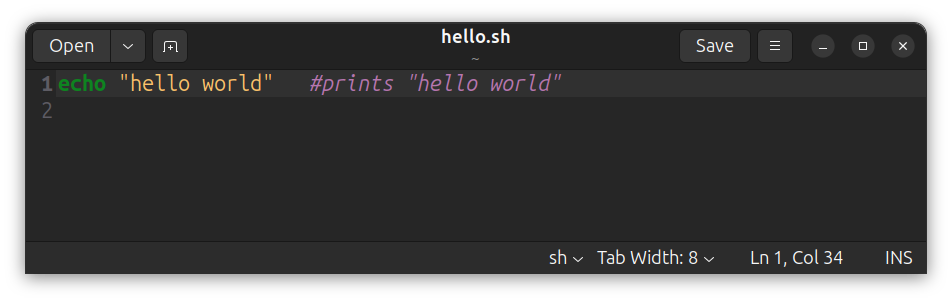 Open
hello.sh
~
Save
1 echo "hello world"   #prints "hello world"
2
sh Tab Width: 8 Ln 1, Col 34 INS